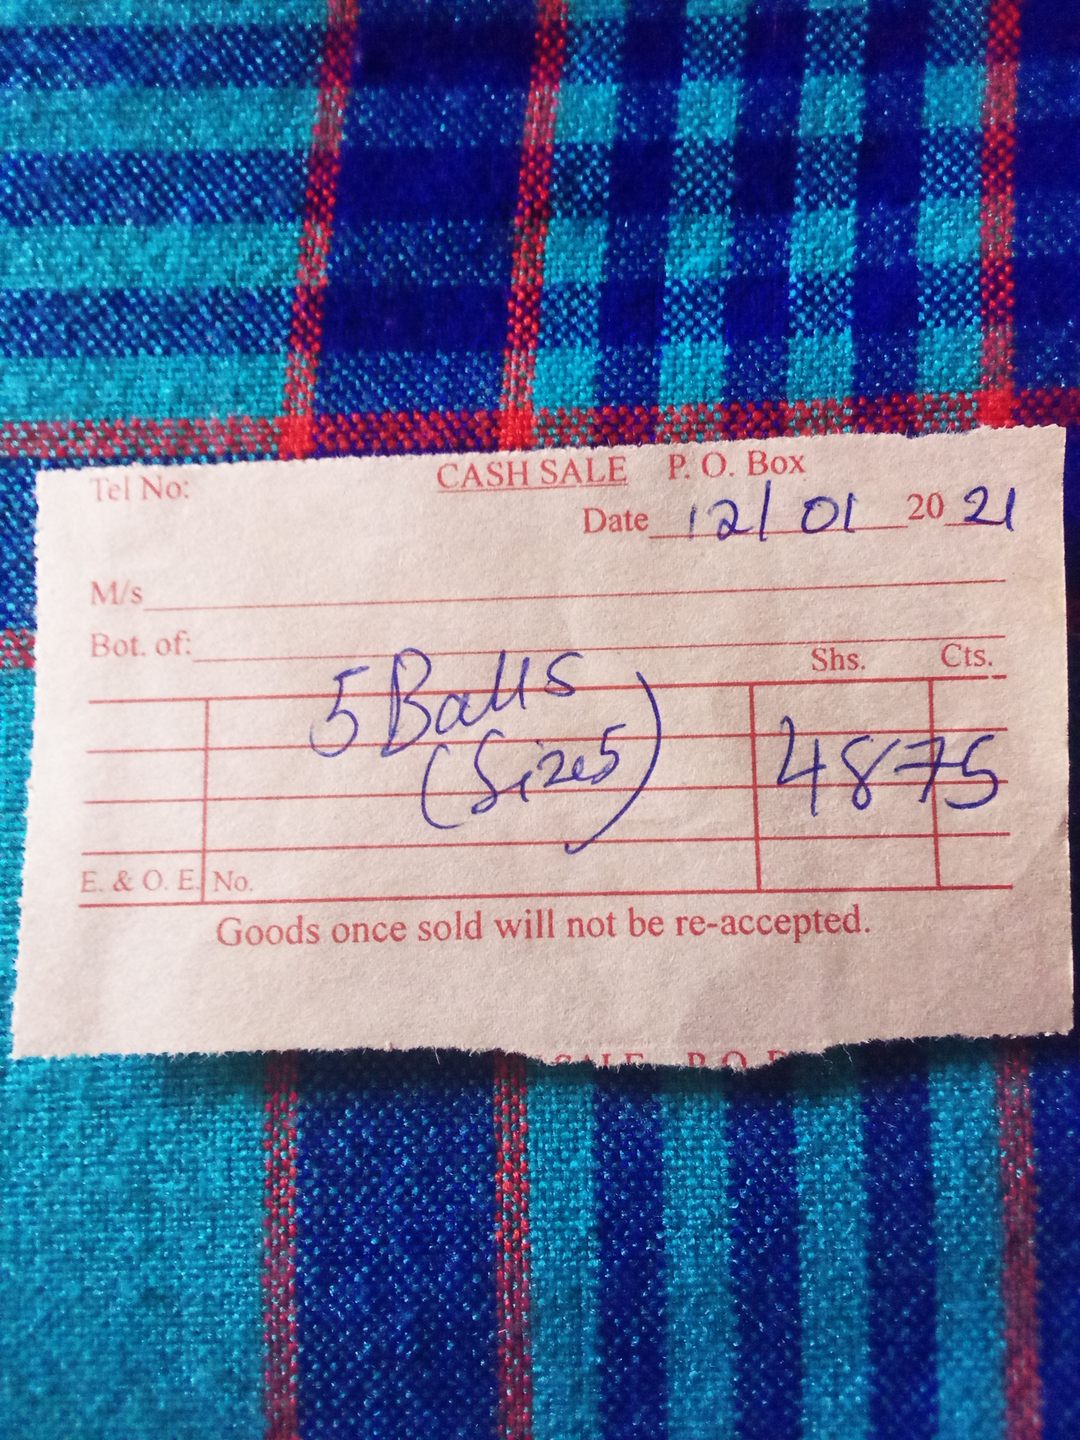 Tel No: CASH SALE P. O. Box
Date 12/01 2021
M/s
Bot. of:
Shs. Cts.
5 Balls
(Size 5) 4875
E. & O. E. No.
Goods once sold will not be re-accepted.
SALE P. O. B